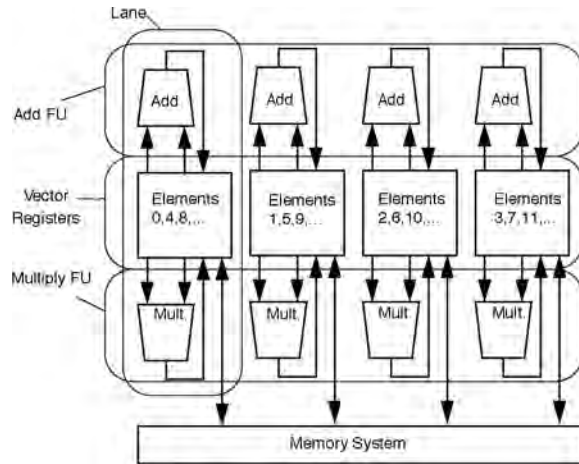 Lane
Add FU
Add
Add
Add
Add
Vector
Registers
Elements
0,4,8,...
Elements
1,5,9,...
Elements
2,6,10,...
Elements
3,7,11,...
Multiply FU
Mult.
Mult.
Mult.
Mult.
Memory System